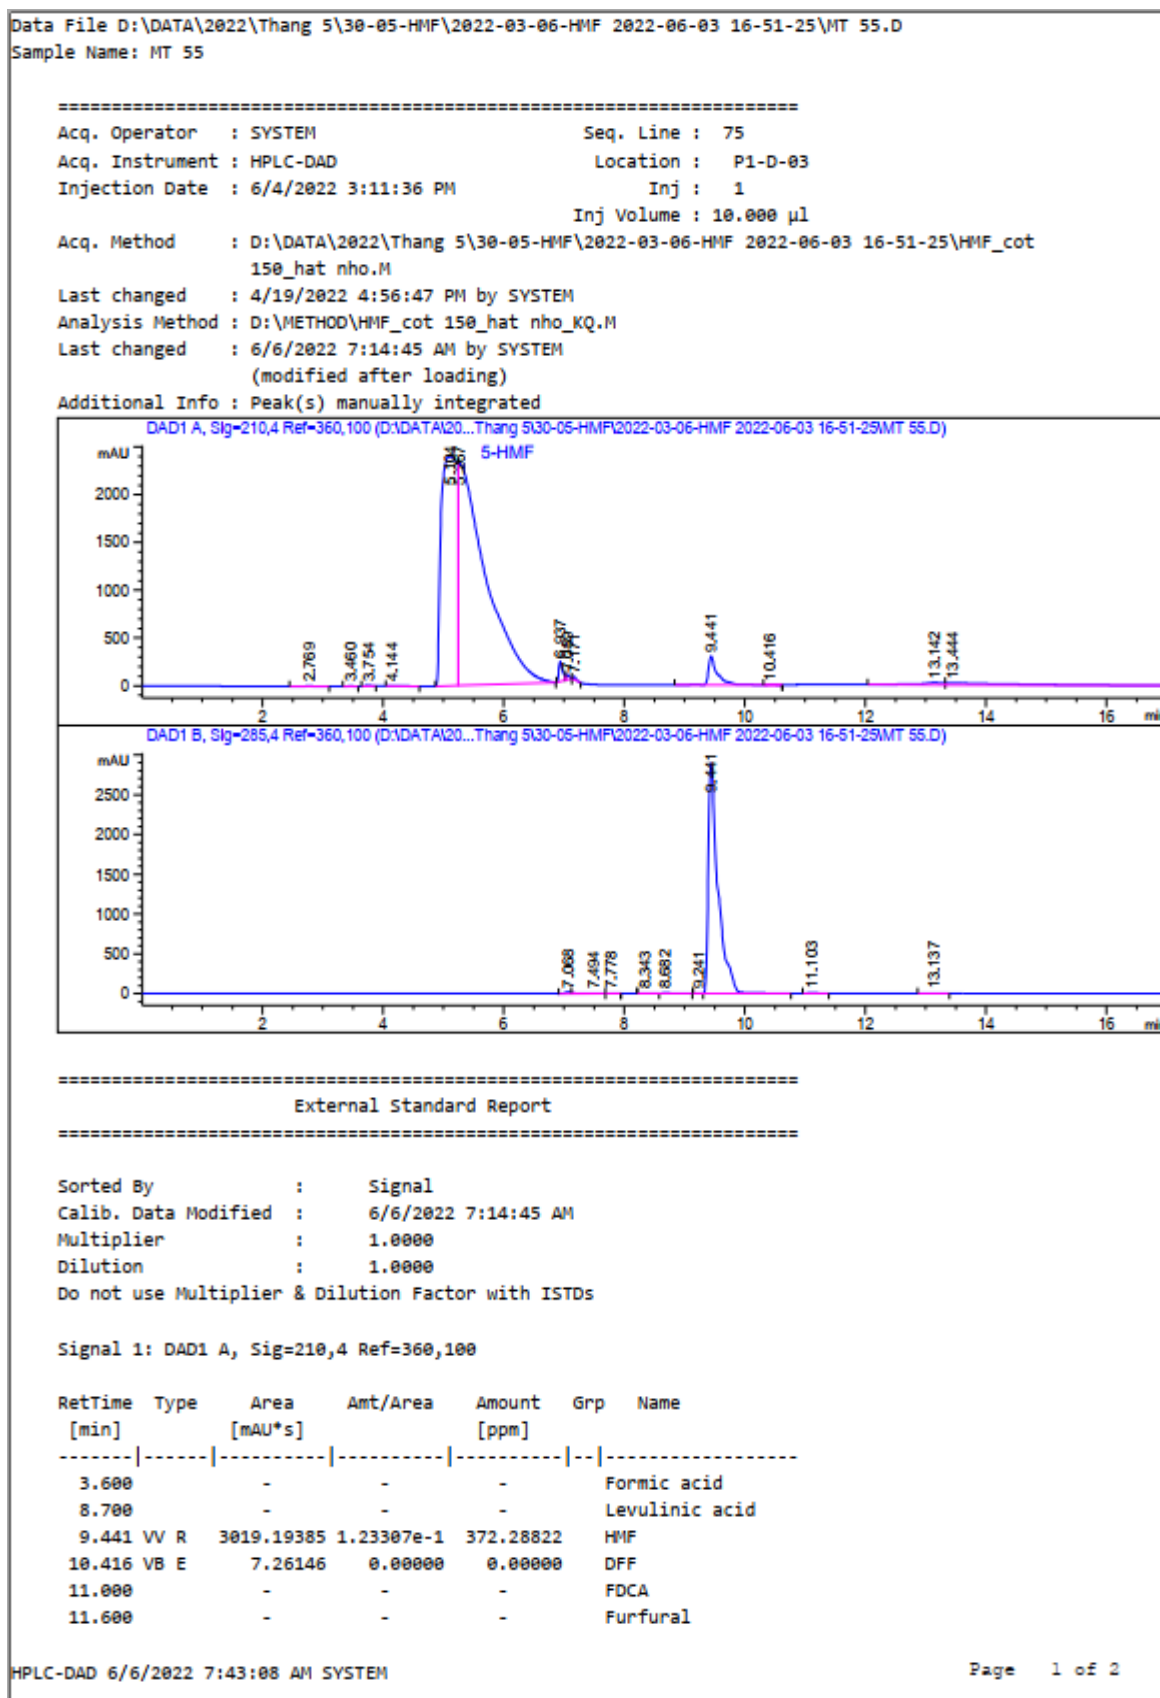 Data File D:\DATA\2022\Thang 5\30-05-HMF\2022-03-06-HMF 2022-06-03 16-51-25\MT 55.D
Sample Name: MT 55
=====================================================================
Acq. Operator   : SYSTEM                         Seq. Line :  75
Acq. Instrument : HPLC-DAD                        Location :   P1-D-03
Injection Date  : 6/4/2022 3:11:36 PM                  Inj :   1
Inj Volume : 10.000 µl
Acq. Method     : D:\DATA\2022\Thang 5\30-05-HMF\2022-03-06-HMF 2022-06-03 16-51-25\HMF_cot
150_hat nho.M
Last changed    : 4/19/2022 4:56:47 PM by SYSTEM
Analysis Method : D:\METHOD\HMF_cot 150_hat nho_KQ.M
Last changed    : 6/6/2022 7:14:45 AM by SYSTEM
(modified after loading)
Additional Info : Peak(s) manually integrated
DAD1 A, Sig=210,4 Ref=360,100 (D:\DATA\20...Thang 5\30-05-HMF\2022-03-06-HMF 2022-06-03 16-51-25\MT 55.D)
mAU
5-HMF
2000
1500
1000
500
0
2.769
3.460
3.754
4.144
6.937
7.171
9.441
10.416
13.142
13.444
2 4 6 8 10 12 14 16 mi
DAD1 B, Sig=285,4 Ref=360,100 (D:\DATA\20...Thang 5\30-05-HMF\2022-03-06-HMF 2022-06-03 16-51-25\MT 55.D)
mAU
2500
2000
1500
1000
500
0
7.068
7.494
7.778
8.343
8.682
9.241
9.441
11.103
13.137
2 4 6 8 10 12 14 16 mi
=====================================================================
External Standard Report
=====================================================================
Sorted By             :      Signal
Calib. Data Modified  :      6/6/2022 7:14:45 AM
Multiplier            :      1.0000
Dilution              :      1.0000
Do not use Multiplier & Dilution Factor with ISTDs
Signal 1: DAD1 A, Sig=210,4 Ref=360,100
RetTime  Type     Area     Amt/Area    Amount   Grp   Name
[min]          [mAU*s]                [ppm]
-------|------|----------|----------|----------|--|------------------
3.600            -          -          -         Formic acid
8.700            -          -          -         Levulinic acid
9.441 VV R   3019.19385 1.23307e-1  372.28822    HMF
10.416 VB E      7.26146    0.00000    0.00000    DFF
11.000            -          -          -         FDCA
11.600            -          -          -         Furfural
HPLC-DAD 6/6/2022 7:43:08 AM SYSTEM                                   Page   1 of 2